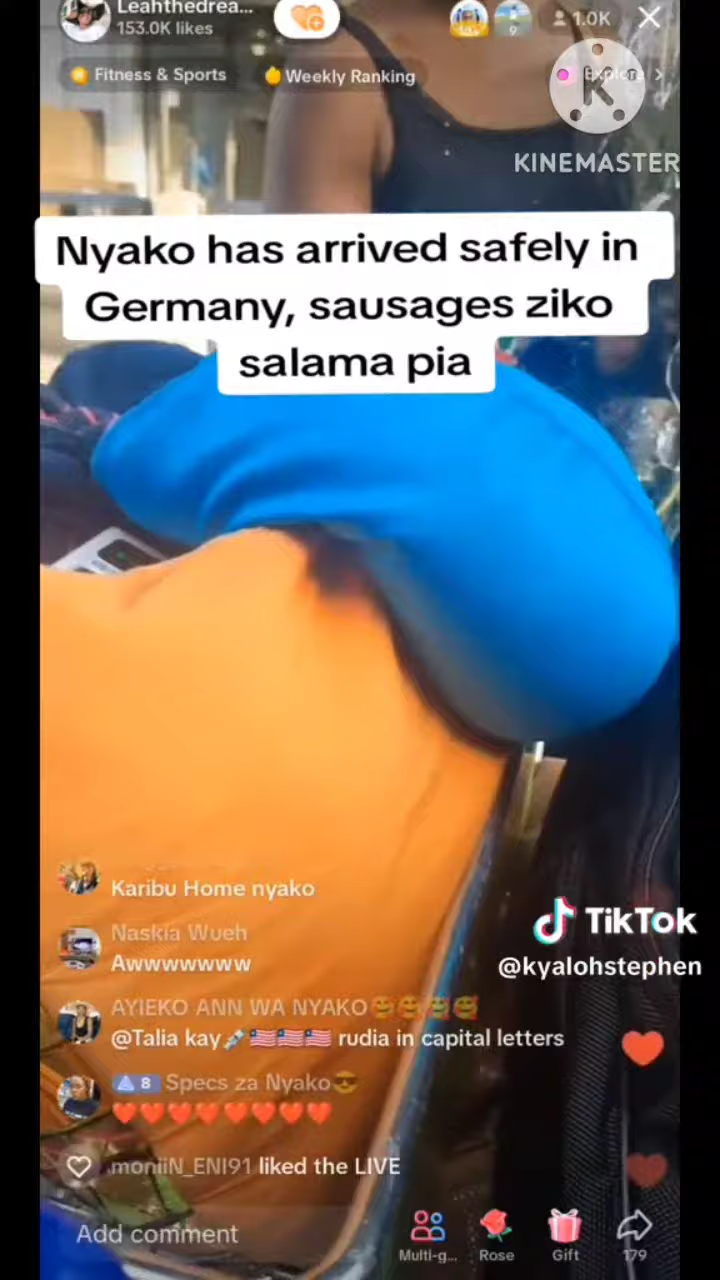 Leahthedrea...
153.0K likes
1.0K
9
Fitness & Sports
Weekly Ranking
Explore
K
KINEMASTER
Nyako has arrived safely in
Germany, sausages ziko
salama pia
Karibu Home nyako
Naskia Wueh
Awwwwwww
AYIEKO ANN WA NYAKO🥰🥰🥰🥰
@Talia kay💉🇱🇷🇱🇷🇱🇷 rudia in capital letters
8 Specs za Nyako😎
❤️❤️❤️❤️❤️❤️❤️❤️
moniiN_ENI91 liked the LIVE
TikTok
@kyalohstephen
Add comment
Multi-g...
Rose
Gift
179